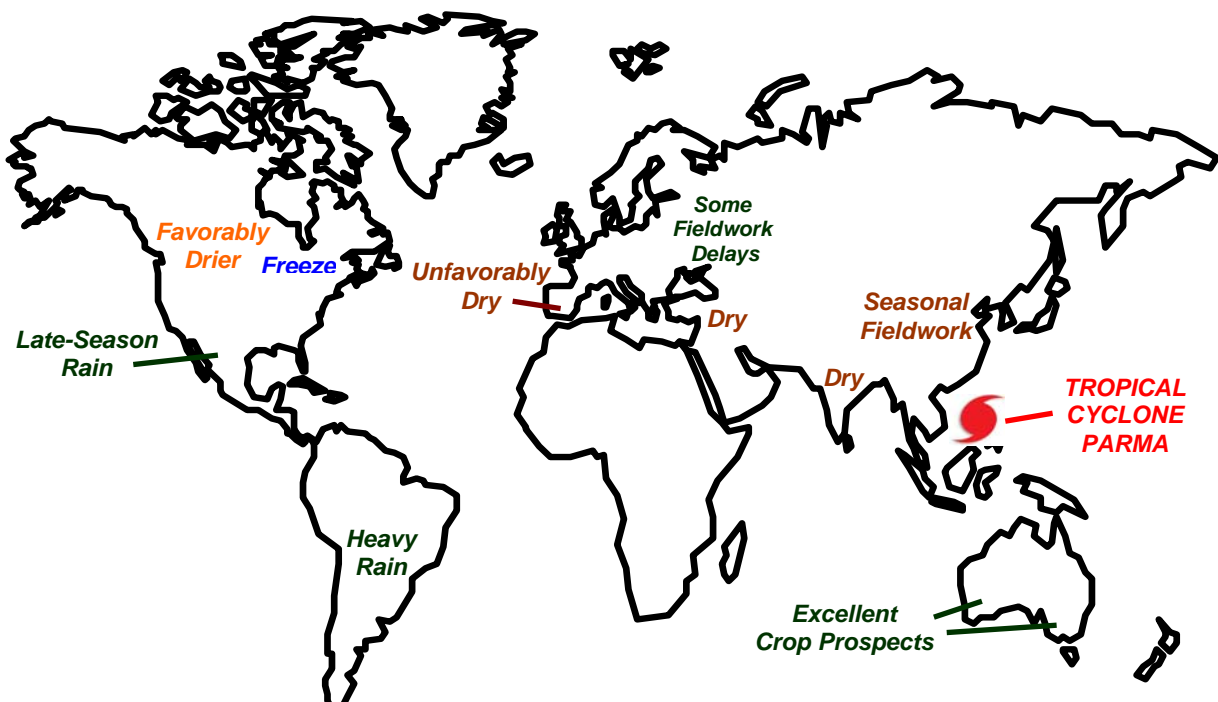 Favorably
Drier
Freeze
Late-Season
Rain
Heavy
Rain
Unfavorably
Dry
Some
Fieldwork
Delays
Dry
Seasonal
Fieldwork
Dry
TROPICAL
CYCLONE
PARMA
Excellent
Crop Prospects